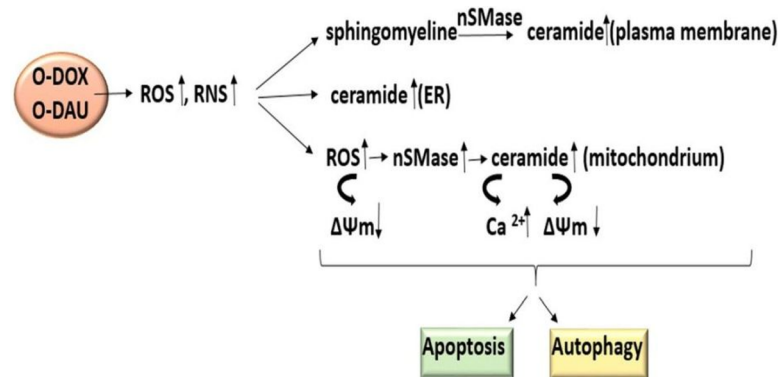 nSMase
sphingomyeline ceramide↑(plasma membrane)
O-DOX
O-DAU
ROS↑, RNS↑
ceramide↑(ER)
ROS↑→nSMase↑→ceramide↑ (mitochondrium)
ΔΨm↓ Ca 2+↑ ΔΨm↓
Apoptosis Autophagy